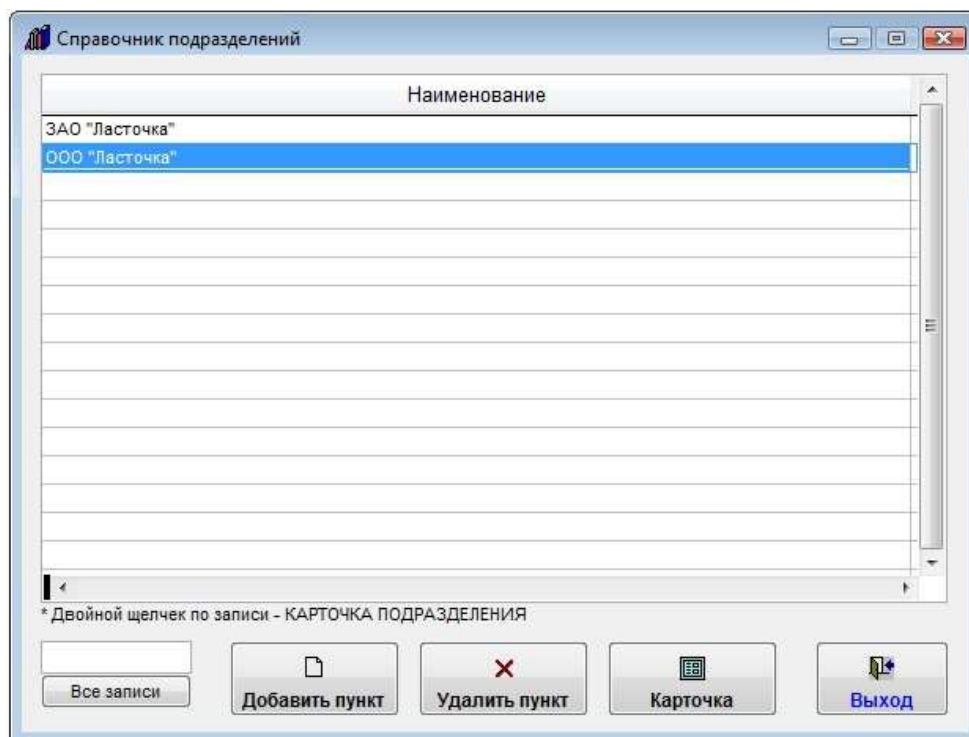 Справочник подразделений
Наименование
ЗАО "Ласточка"
ООО "Ласточка"
* Двойной щелчек по записи - КАРТОЧКА ПОДРАЗДЕЛЕНИЯ
Все записи
Добавить пункт
Удалить пункт
Карточка
Выход